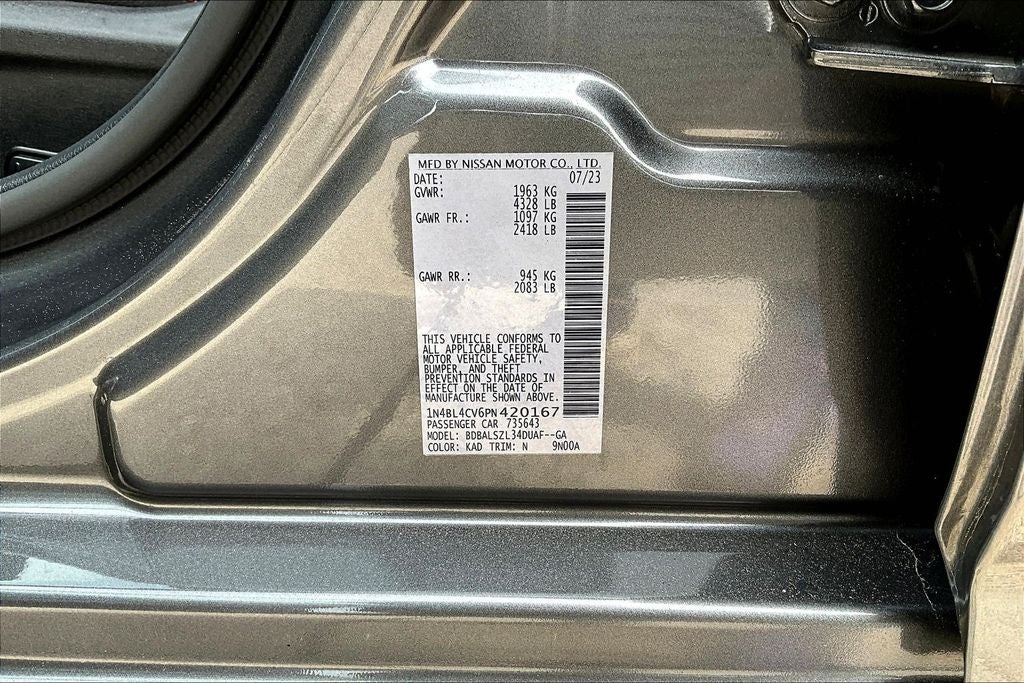 MFD BY NISSAN MOTOR CO., LTD.
DATE: 07/23
GVWR: 1963 KG
4328 LB
GAWR FR.: 1097 KG
2418 LB
GAWR RR.: 945 KG
2083 LB
THIS VEHICLE CONFORMS TO
ALL APPLICABLE FEDERAL
MOTOR VEHICLE SAFETY,
BUMPER, AND THEFT
PREVENTION STANDARDS IN
EFFECT ON THE DATE OF
MANUFACTURE SHOWN ABOVE.
1N4BL4CV6PN420167
PASSENGER CAR 735643
MODEL: BDBALSZL34DUAF--GA
COLOR: KAD TRIM: N 9N00A